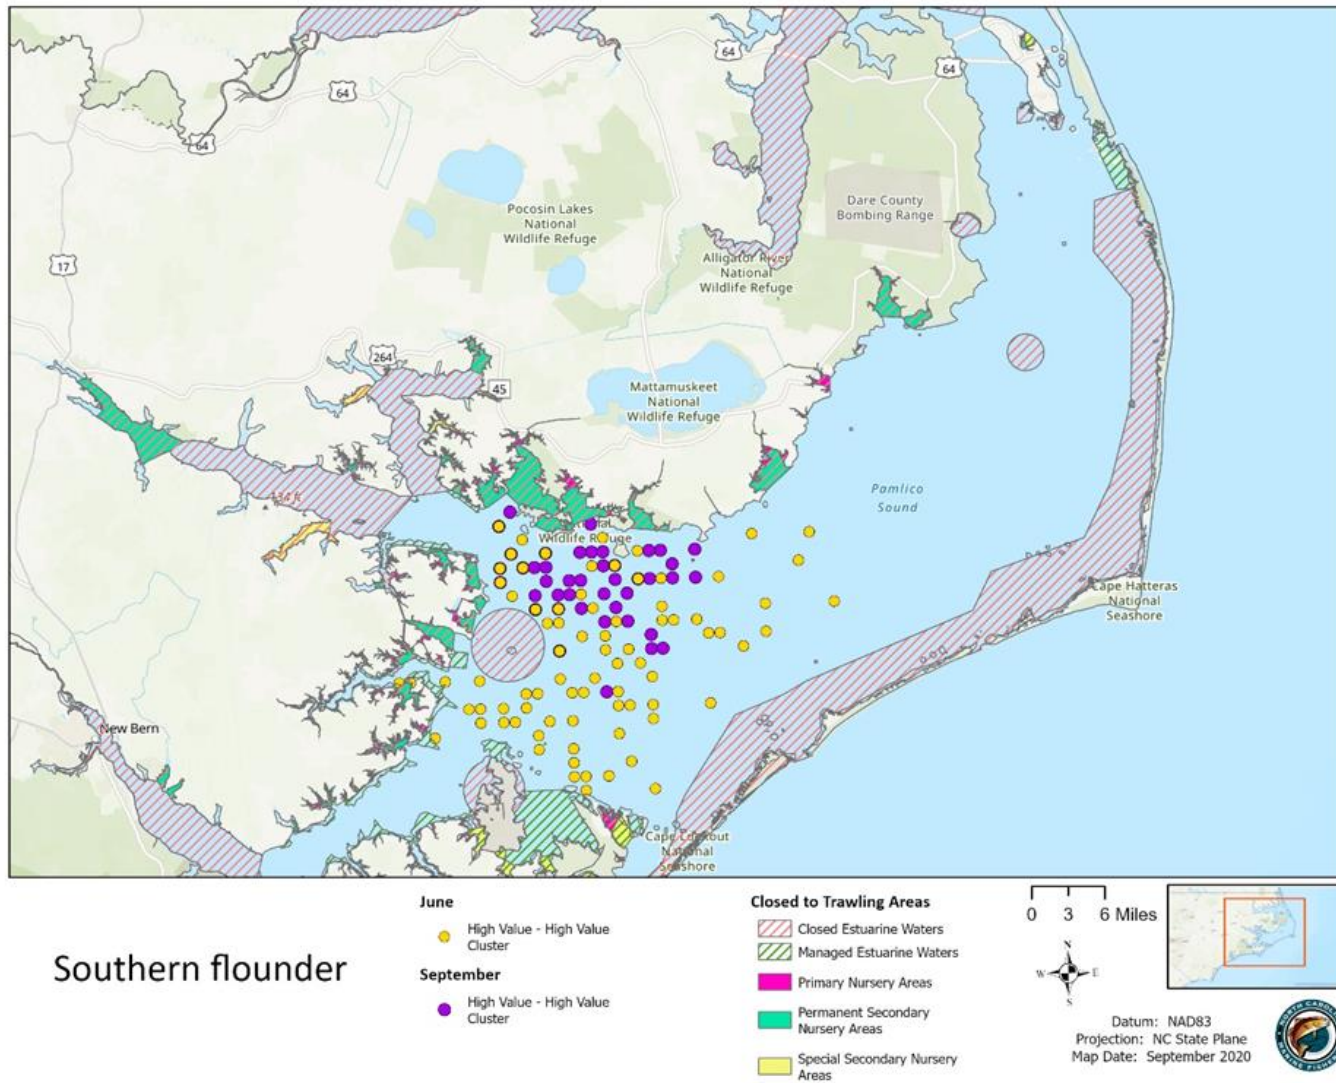 64
64
64
64
Dare County
Bombing Range
Pocosin Lakes
National
Wildlife Refuge
Alligator River
National
Wildlife Refuge
17
264
45
Mattamuskeet
National
Wildlife Refuge
Pamlico
Sound
Wildlife Refuge
Cape Hatteras
National
Seashore
New Bern
Cape Lookout
National
Seashore
June
High Value - High Value
Cluster
September
High Value - High Value
Cluster
Southern flounder
Closed to Trawling Areas
Closed Estuarine Waters
Managed Estuarine Waters
Primary Nursery Areas
Permanent Secondary
Nursery Areas
Special Secondary Nursery
Areas
0 3 6 Miles
N
W E
S
Datum: NAD83
Projection: NC State Plane
Map Date: September 2020
NORTH CAROLINA